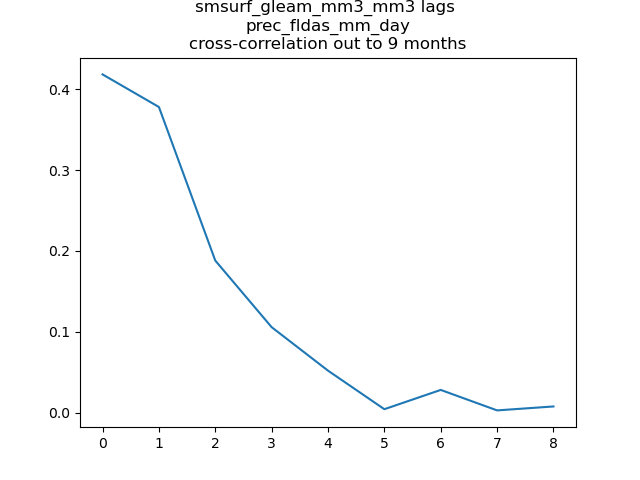 smsurf_gleam_mm3_mm3 lags
prec_fldas_mm_day
cross-correlation out to 9 months
0.4
0.3
0.2
0.1
0.0
0 1 2 3 4 5 6 7 8